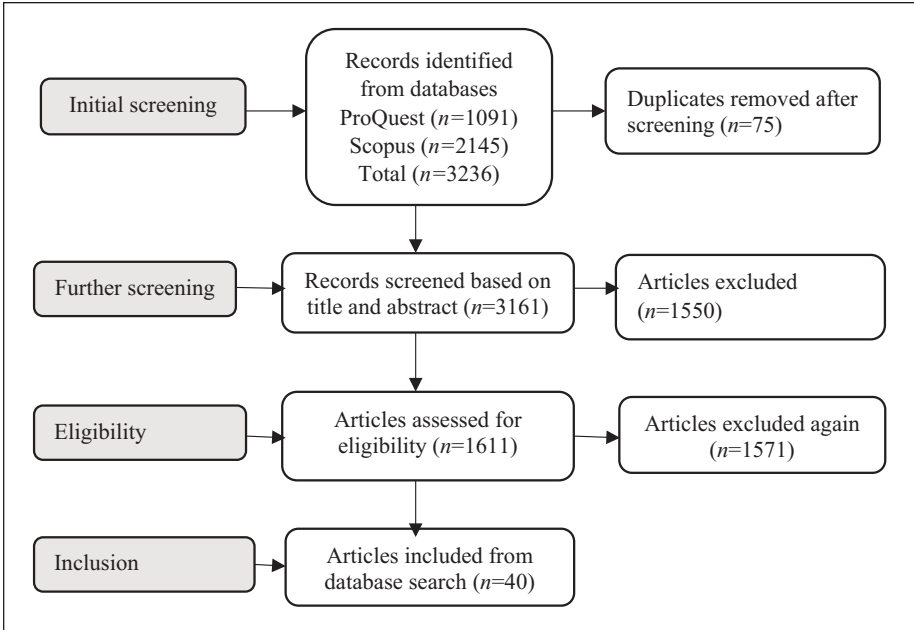 Initial screening
Records identified
from databases
ProQuest (n=1091)
Scopus (n=2145)
Total (n=3236)
Duplicates removed after
screening (n=75)
Further screening
Records screened based on
title and abstract (n=3161)
Articles excluded
(n=1550)
Eligibility
Articles assessed for
eligibility (n=1611)
Articles excluded again
(n=1571)
Inclusion
Articles included from
database search (n=40)